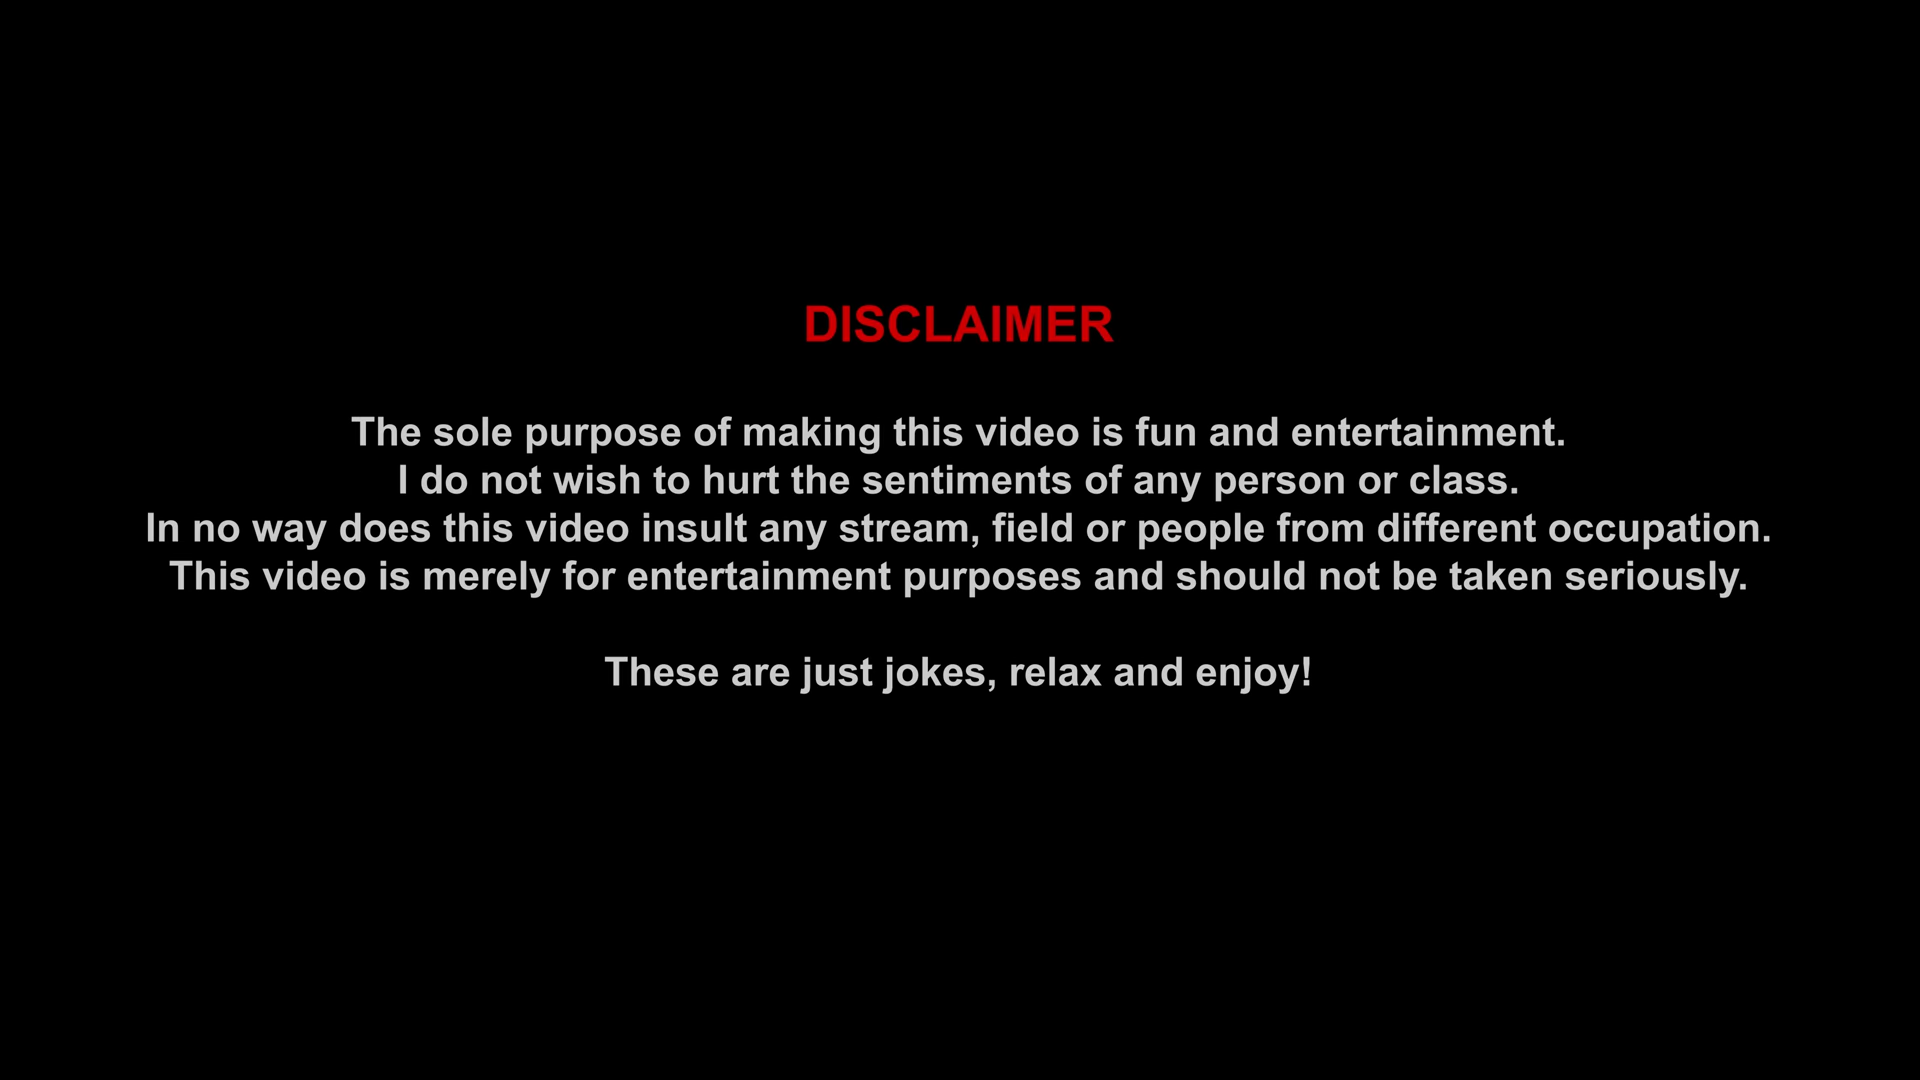 DISCLAIMER
The sole purpose of making this video is fun and entertainment.
I do not wish to hurt the sentiments of any person or class.
In no way does this video insult any stream, field or people from different occupation.
This video is merely for entertainment purposes and should not be taken seriously.
These are just jokes, relax and enjoy!